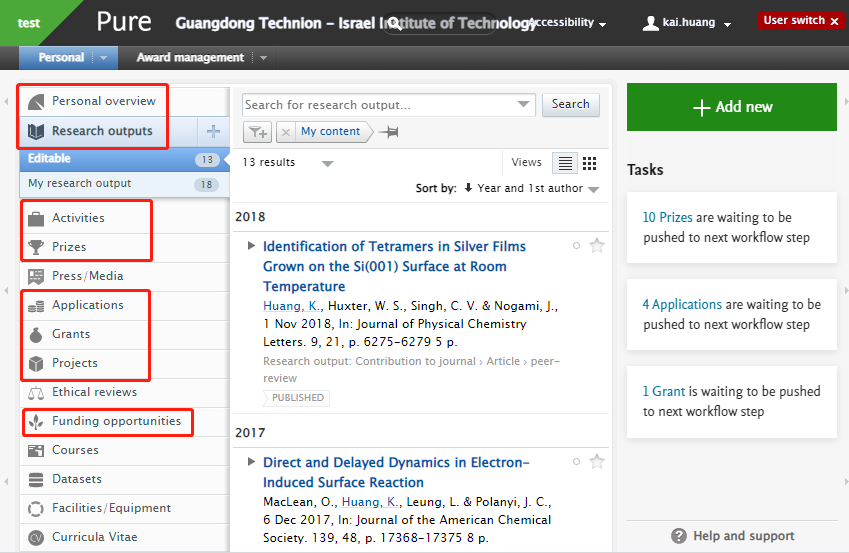 test
Pure
Guangdong Technion - Israel Institute of Technology
Accessibility
kai.huang
User switch ×
Personal
Award management
Personal overview
Research outputs +
Editable 13
My research output 18
Activities
Prizes
Press/Media
Applications
Grants
Projects
Ethical reviews
Funding opportunities
Courses
Datasets
Facilities/Equipment
CV Curricula Vitae
Search for research output...
Search
× My content
13 results
Views
Sort by: Year and 1st author
2018
Identification of Tetramers in Silver Films
Grown on the Si(001) Surface at Room
Temperature
Huang, K., Huxter, W. S., Singh, C. V. & Nogami, J.,
1 Nov 2018, In: Journal of Physical Chemistry
Letters. 9, 21, p. 6275-6279 5 p.
Research output: Contribution to journal › Article › peer-
review
PUBLISHED
2017
Direct and Delayed Dynamics in Electron-
Induced Surface Reaction
MacLean, O., Huang, K., Leung, L. & Polanyi, J. C.,
6 Dec 2017, In: Journal of the American Chemical
Society. 139, 48, p. 17368-17375 8 p.
+ Add new
Tasks
10 Prizes are waiting to be
pushed to next workflow step
4 Applications are waiting to be
pushed to next workflow step
1 Grant is waiting to be pushed
to next workflow step
? Help and support